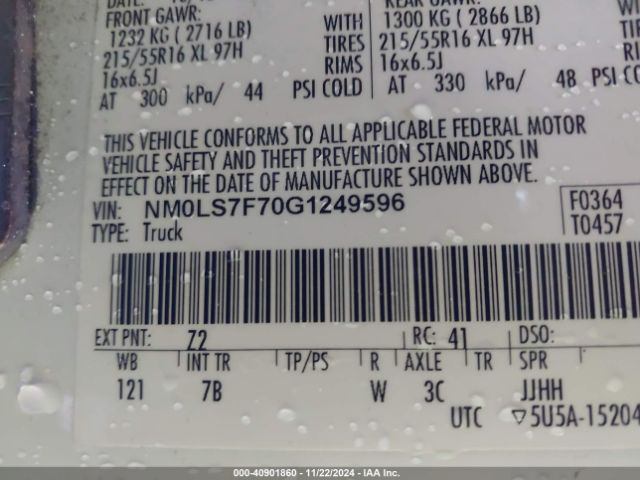 DATE:
FRONT GAWR:
1232 KG ( 2716 LB)
215/55R16 XL 97H
16x6.5J
AT 300 kPa/ 44 PSI COLD
WITH
TIRES
RIMS
REAR GAWR:
1300 KG ( 2866 LB)
215/55R16 XL 97H
16x6.5J
AT 330 kPa/ 48 PSI
WITH
THIS VEHICLE CONFORMS TO ALL APPLICABLE FEDERAL MOTOR
VEHICLE SAFETY AND THEFT PREVENTION STANDARDS IN
EFFECT ON THE DATE OF MANUFACTURE SHOWN ABOVE.
VIN: NM0LS7F70G1249596
TYPE: Truck
F0364
T0457
EXT PNT: Z2 RC: 41 DSO:
WB INT TR TP/PS R AXLE TR SPR
121 7B W 3C JJHH
UTC ▽5U5A-15204
000-40901860 - 11/22/2024 - IAA Inc.